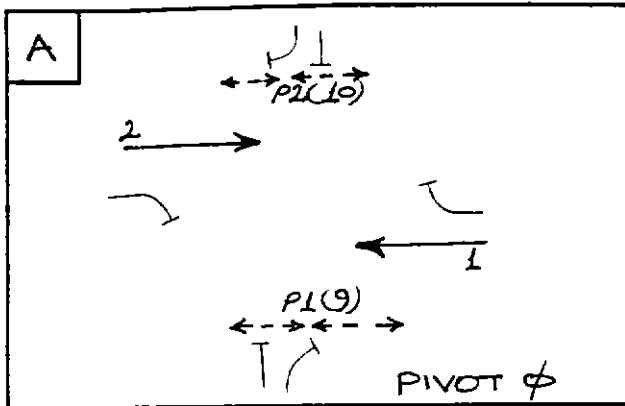 A
P2(10)
2
1
P1(9)
PIVOT φ